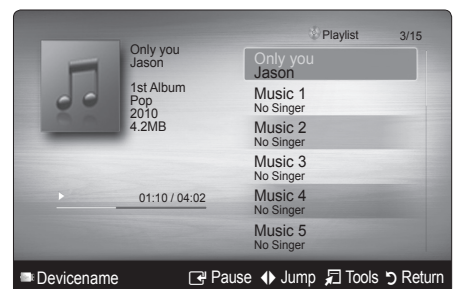 Only you
Jason
1st Album
Pop
2010
4.2MB
01:10 / 04:02
Playlist 3/15
Only you
Jason
Music 1
No Singer
Music 2
No Singer
Music 3
No Singer
Music 4
No Singer
Music 5
No Singer
Devicename Pause Jump Tools Return